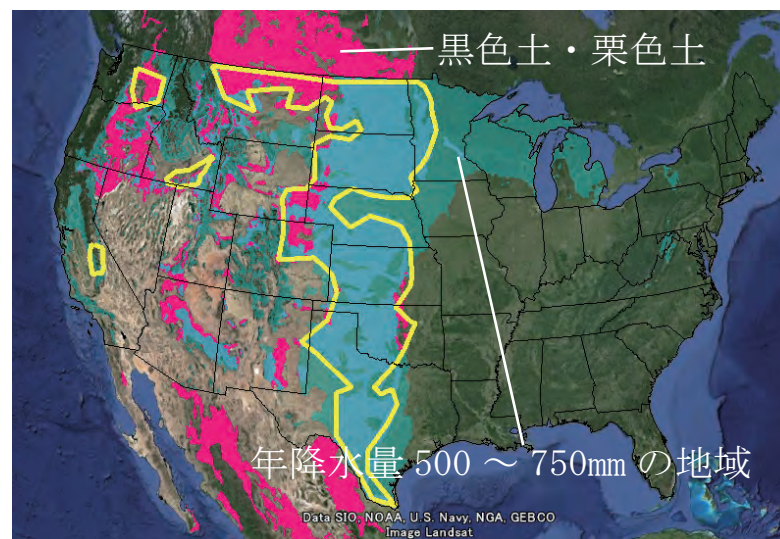 黒色土・栗色土
年降水量 500 ～ 750mm の地域
Data SIO, NOAA, U.S. Navy, NGA, GEBCO
Image Landsat